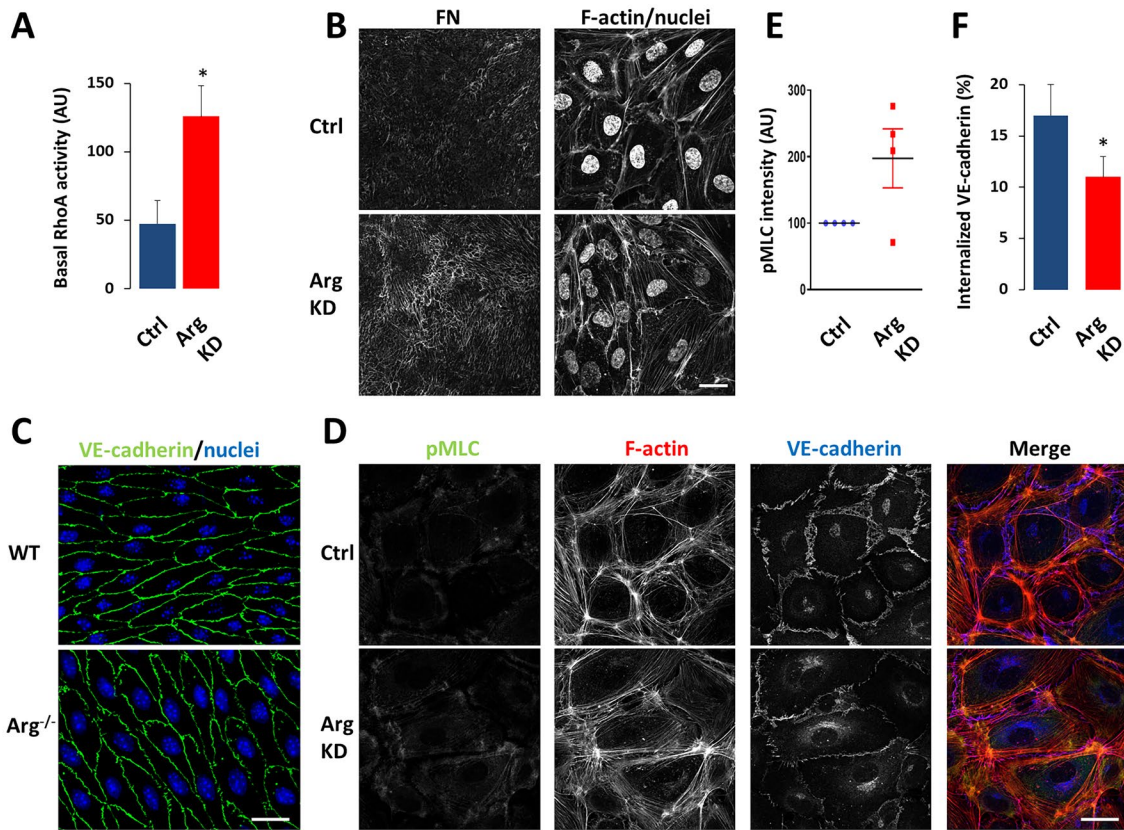 A
Basal RhoA activity (AU)
150
100
50
0
*
Ctrl
Arg
KD
B
FN
F-actin/nuclei
Ctrl
Arg
KD
E
pMLC intensity (AU)
300
200
100
0
Ctrl
Arg
KD
F
Internalized VE-cadherin (%)
20
15
10
5
0
*
Ctrl
Arg
KD
C
VE-cadherin/nuclei
WT
Arg-/-
D
pMLC
F-actin
VE-cadherin
Merge
Ctrl
Arg
KD